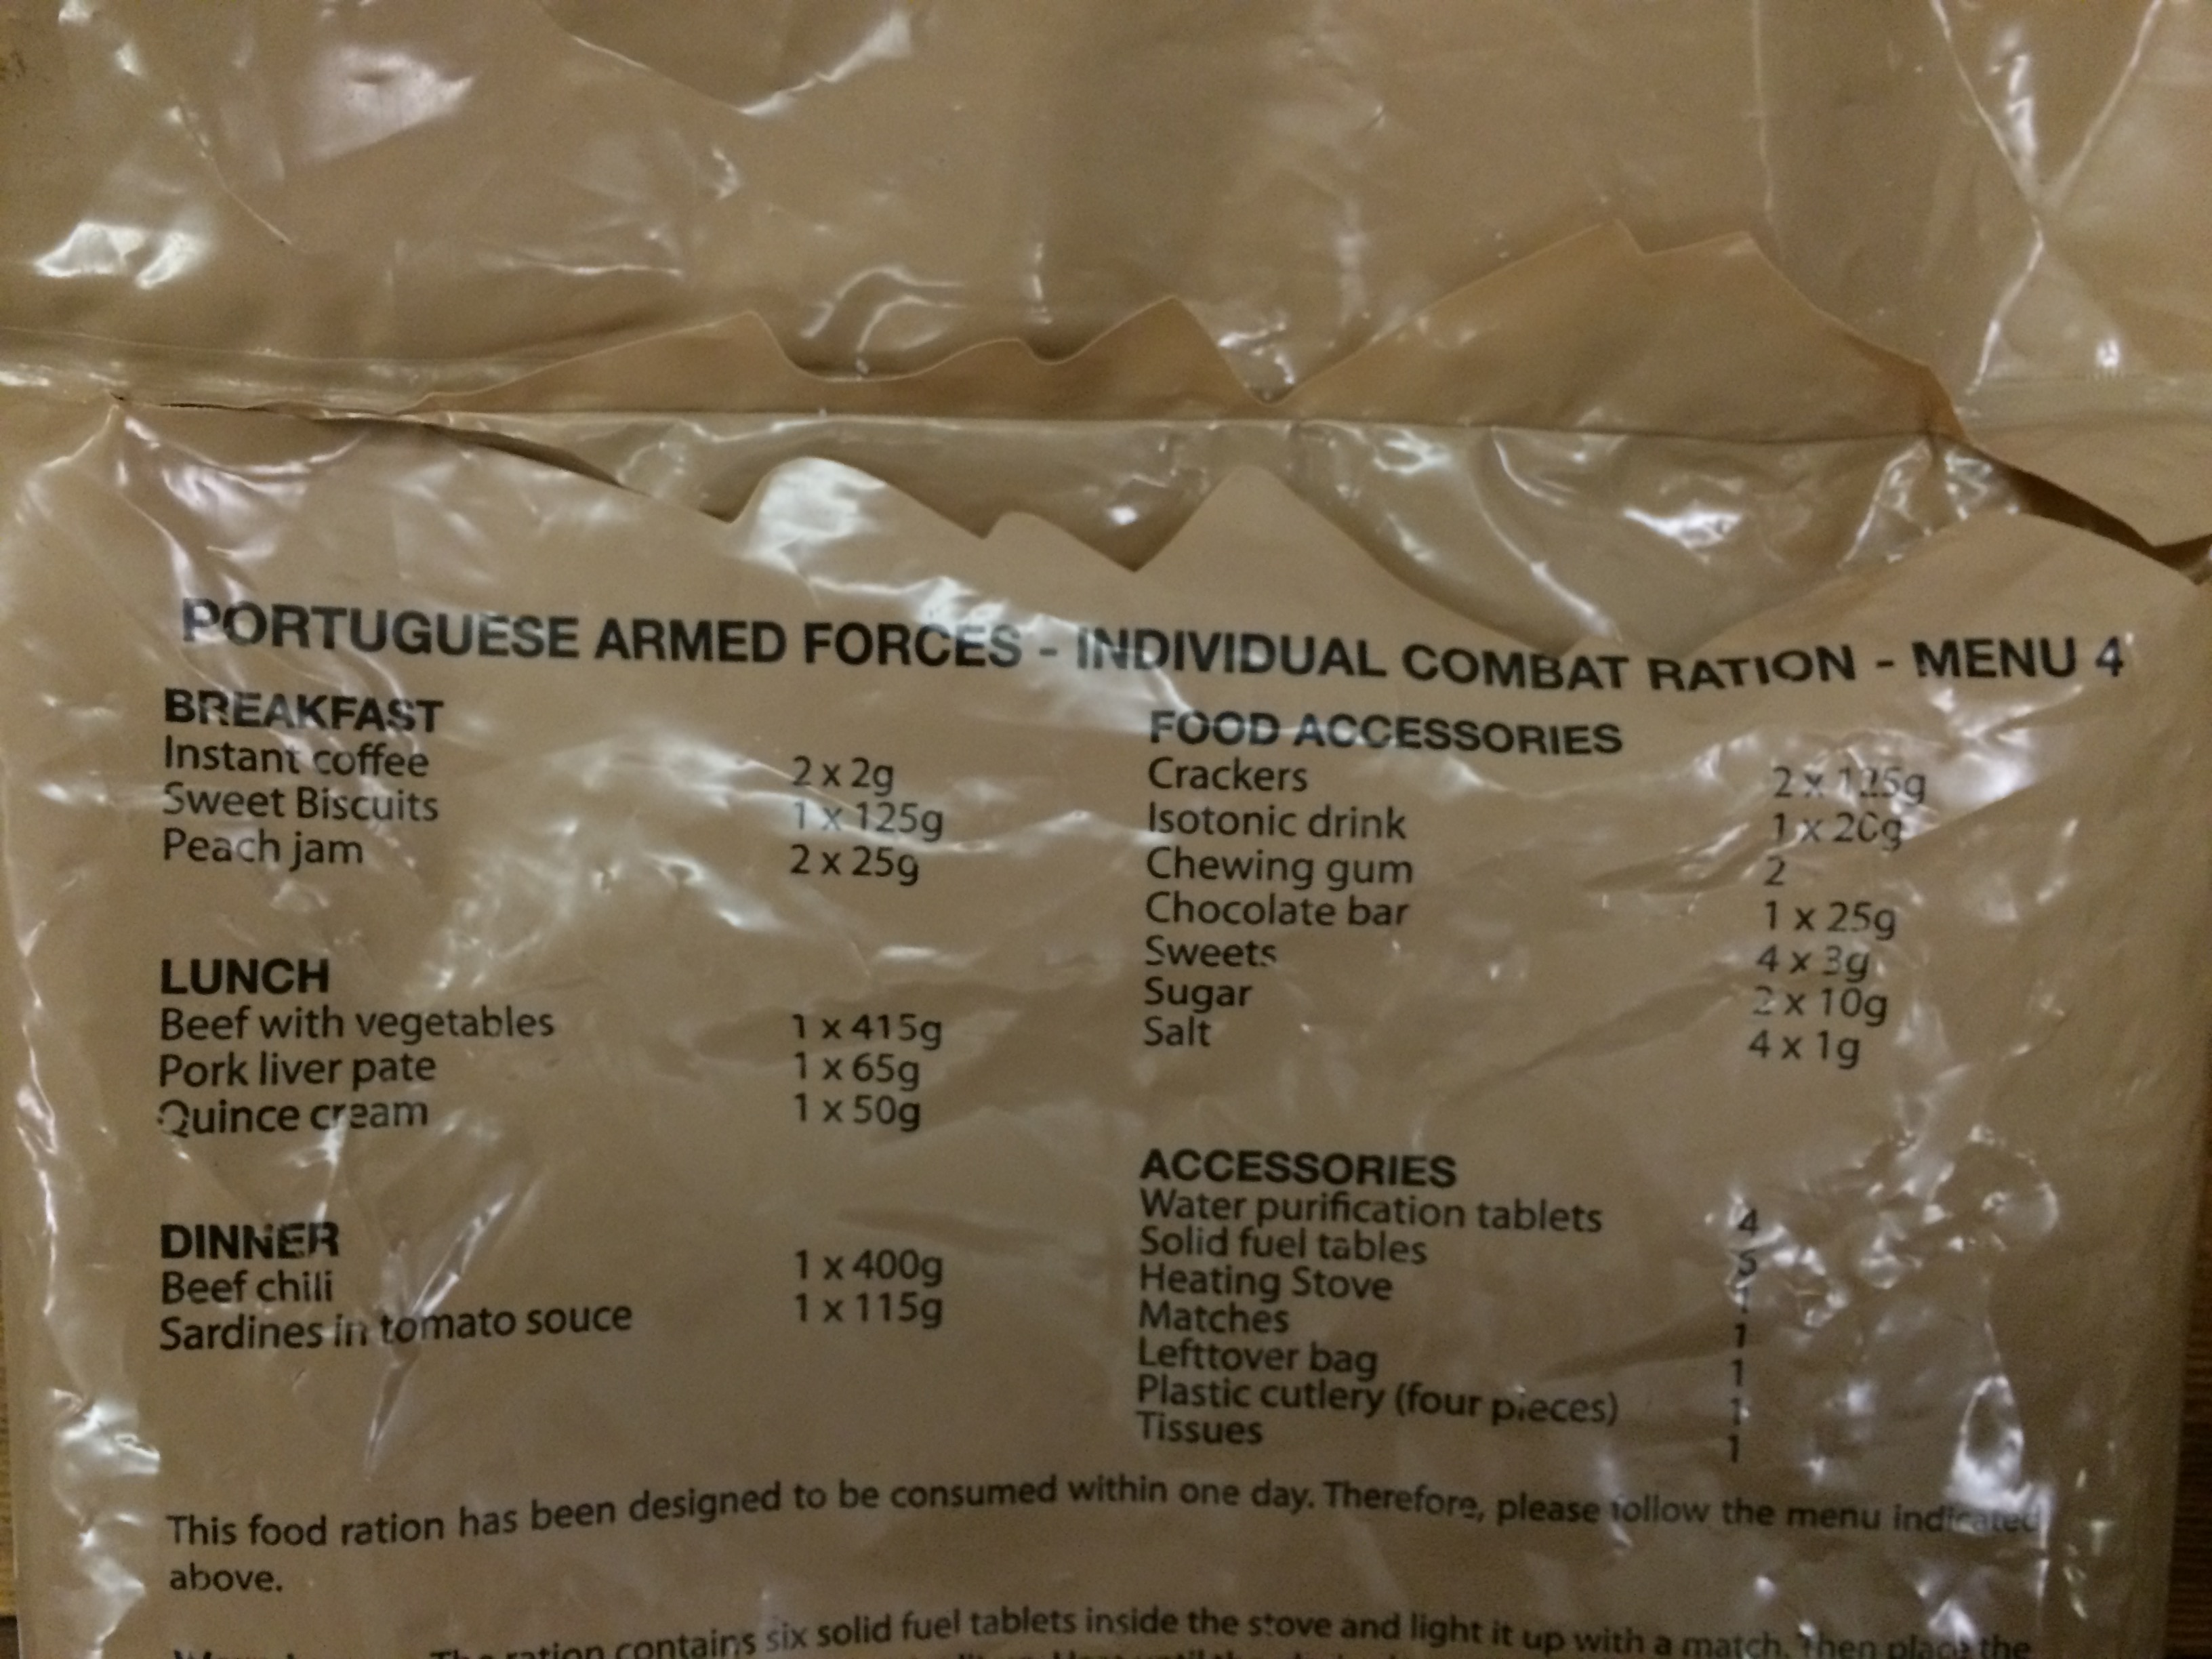 PORTUGUESE ARMED FORCES - INDIVIDUAL COMBAT RATION - MENU 4
BREAKFAST
Instant coffee 2 x 2g
Sweet Biscuits 1 x 125g
Peach jam 2 x 25g
LUNCH
Beef with vegetables 1 x 415g
Pork liver pate 1 x 65g
Quince cream 1 x 50g
DINNER
Beef chili 1 x 400g
Sardines in tomato souce 1 x 115g
FOOD ACCESSORIES
Crackers 2 x 125g
Isotonic drink 1 x 20g
Chewing gum 2
Chocolate bar 1 x 25g
Sweets 4 x 3g
Sugar 2 x 10g
Salt 4 x 1g
ACCESSORIES
Water purification tablets 4
Solid fuel tables
Heating Stove 1
Matches 1
Lefttover bag 1
Plastic cutlery (four pieces) 1
Tissues 1
This food ration has been designed to be consumed within one day. Therefore, please follow the menu indicated
above.
The ration contains six solid fuel tablets inside the stove and light it up with a match, then place the